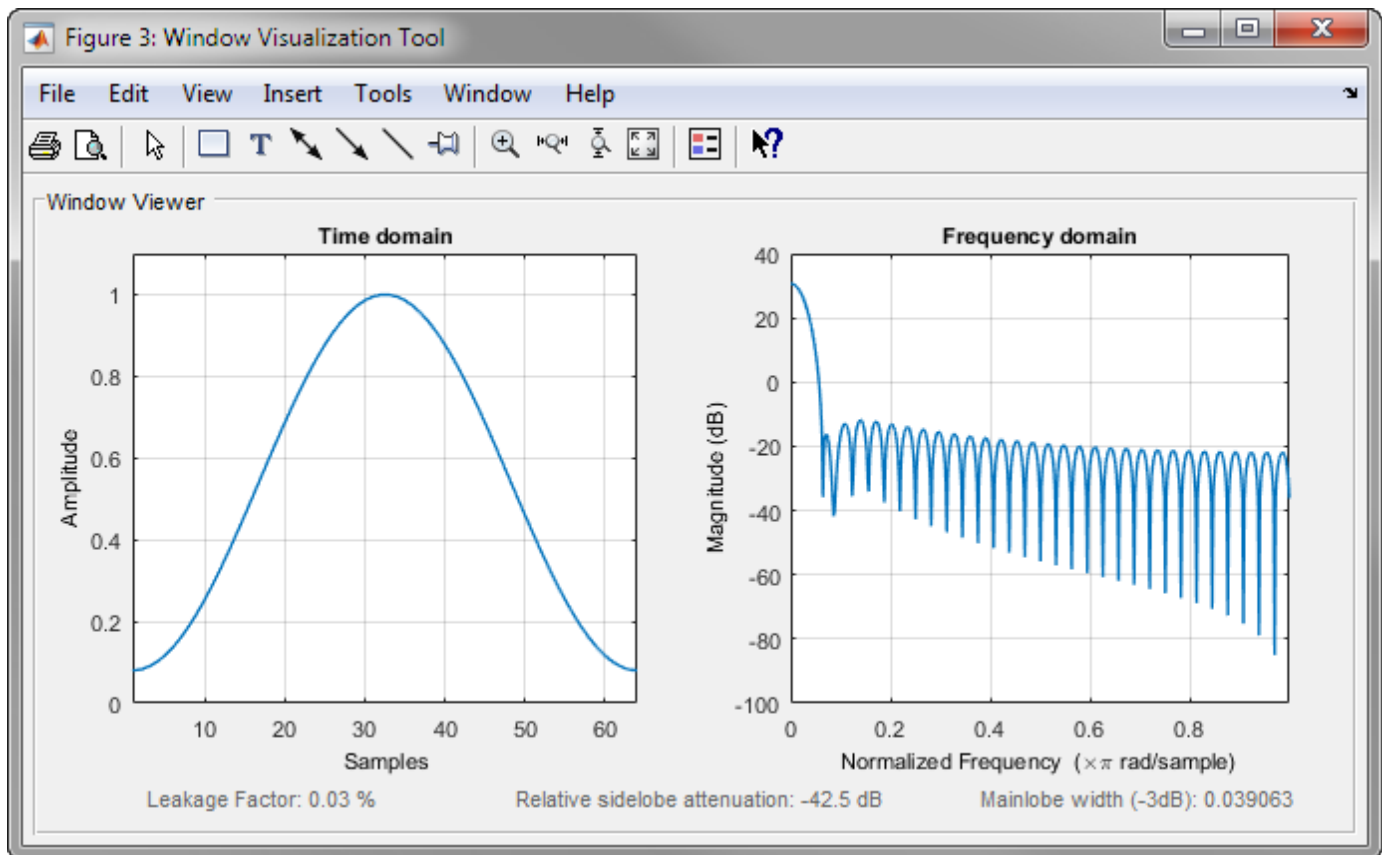 Figure 3: Window Visualization Tool
File Edit View Insert Tools Window Help
T
Window Viewer
Time domain
1
0.8
0.6
0.4
0.2
0
Amplitude
10 20 30 40 50 60
Samples
Frequency domain
40
20
0
-20
-40
-60
-80
-100
Magnitude (dB)
0 0.2 0.4 0.6 0.8
Normalized Frequency (×π rad/sample)
Leakage Factor: 0.03 % Relative sidelobe attenuation: -42.5 dB Mainlobe width (-3dB): 0.039063